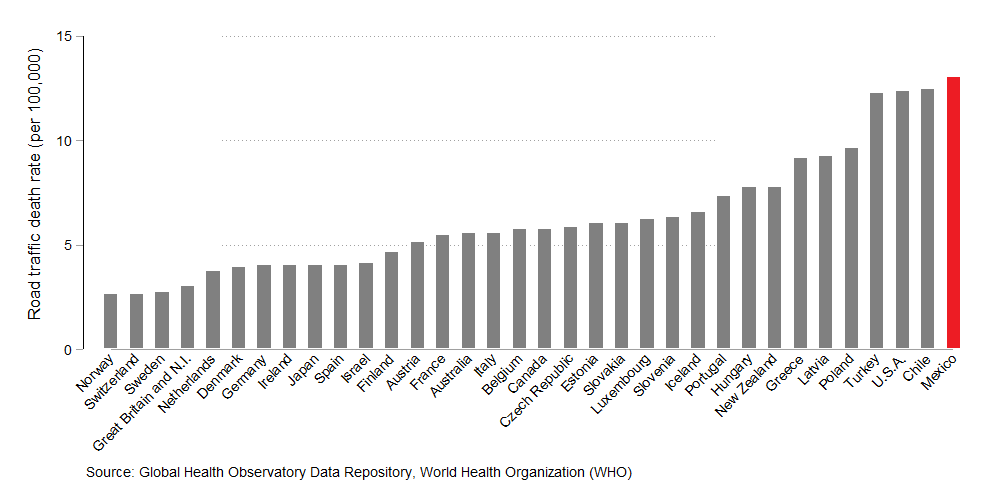 Road traffic death rate (per 100,000)
15
10
5
0
Norway
Switzerland
Sweden
Great Britain and N.I.
Netherlands
Denmark
Germany
Ireland
Japan
Spain
Israel
Finland
Austria
France
Australia
Italy
Belgium
Canada
Czech Republic
Estonia
Slovakia
Luxembourg
Slovenia
Iceland
Portugal
Hungary
New Zealand
Greece
Latvia
Poland
Turkey
U.S.A.
Chile
Mexico
Source: Global Health Observatory Data Repository, World Health Organization (WHO)